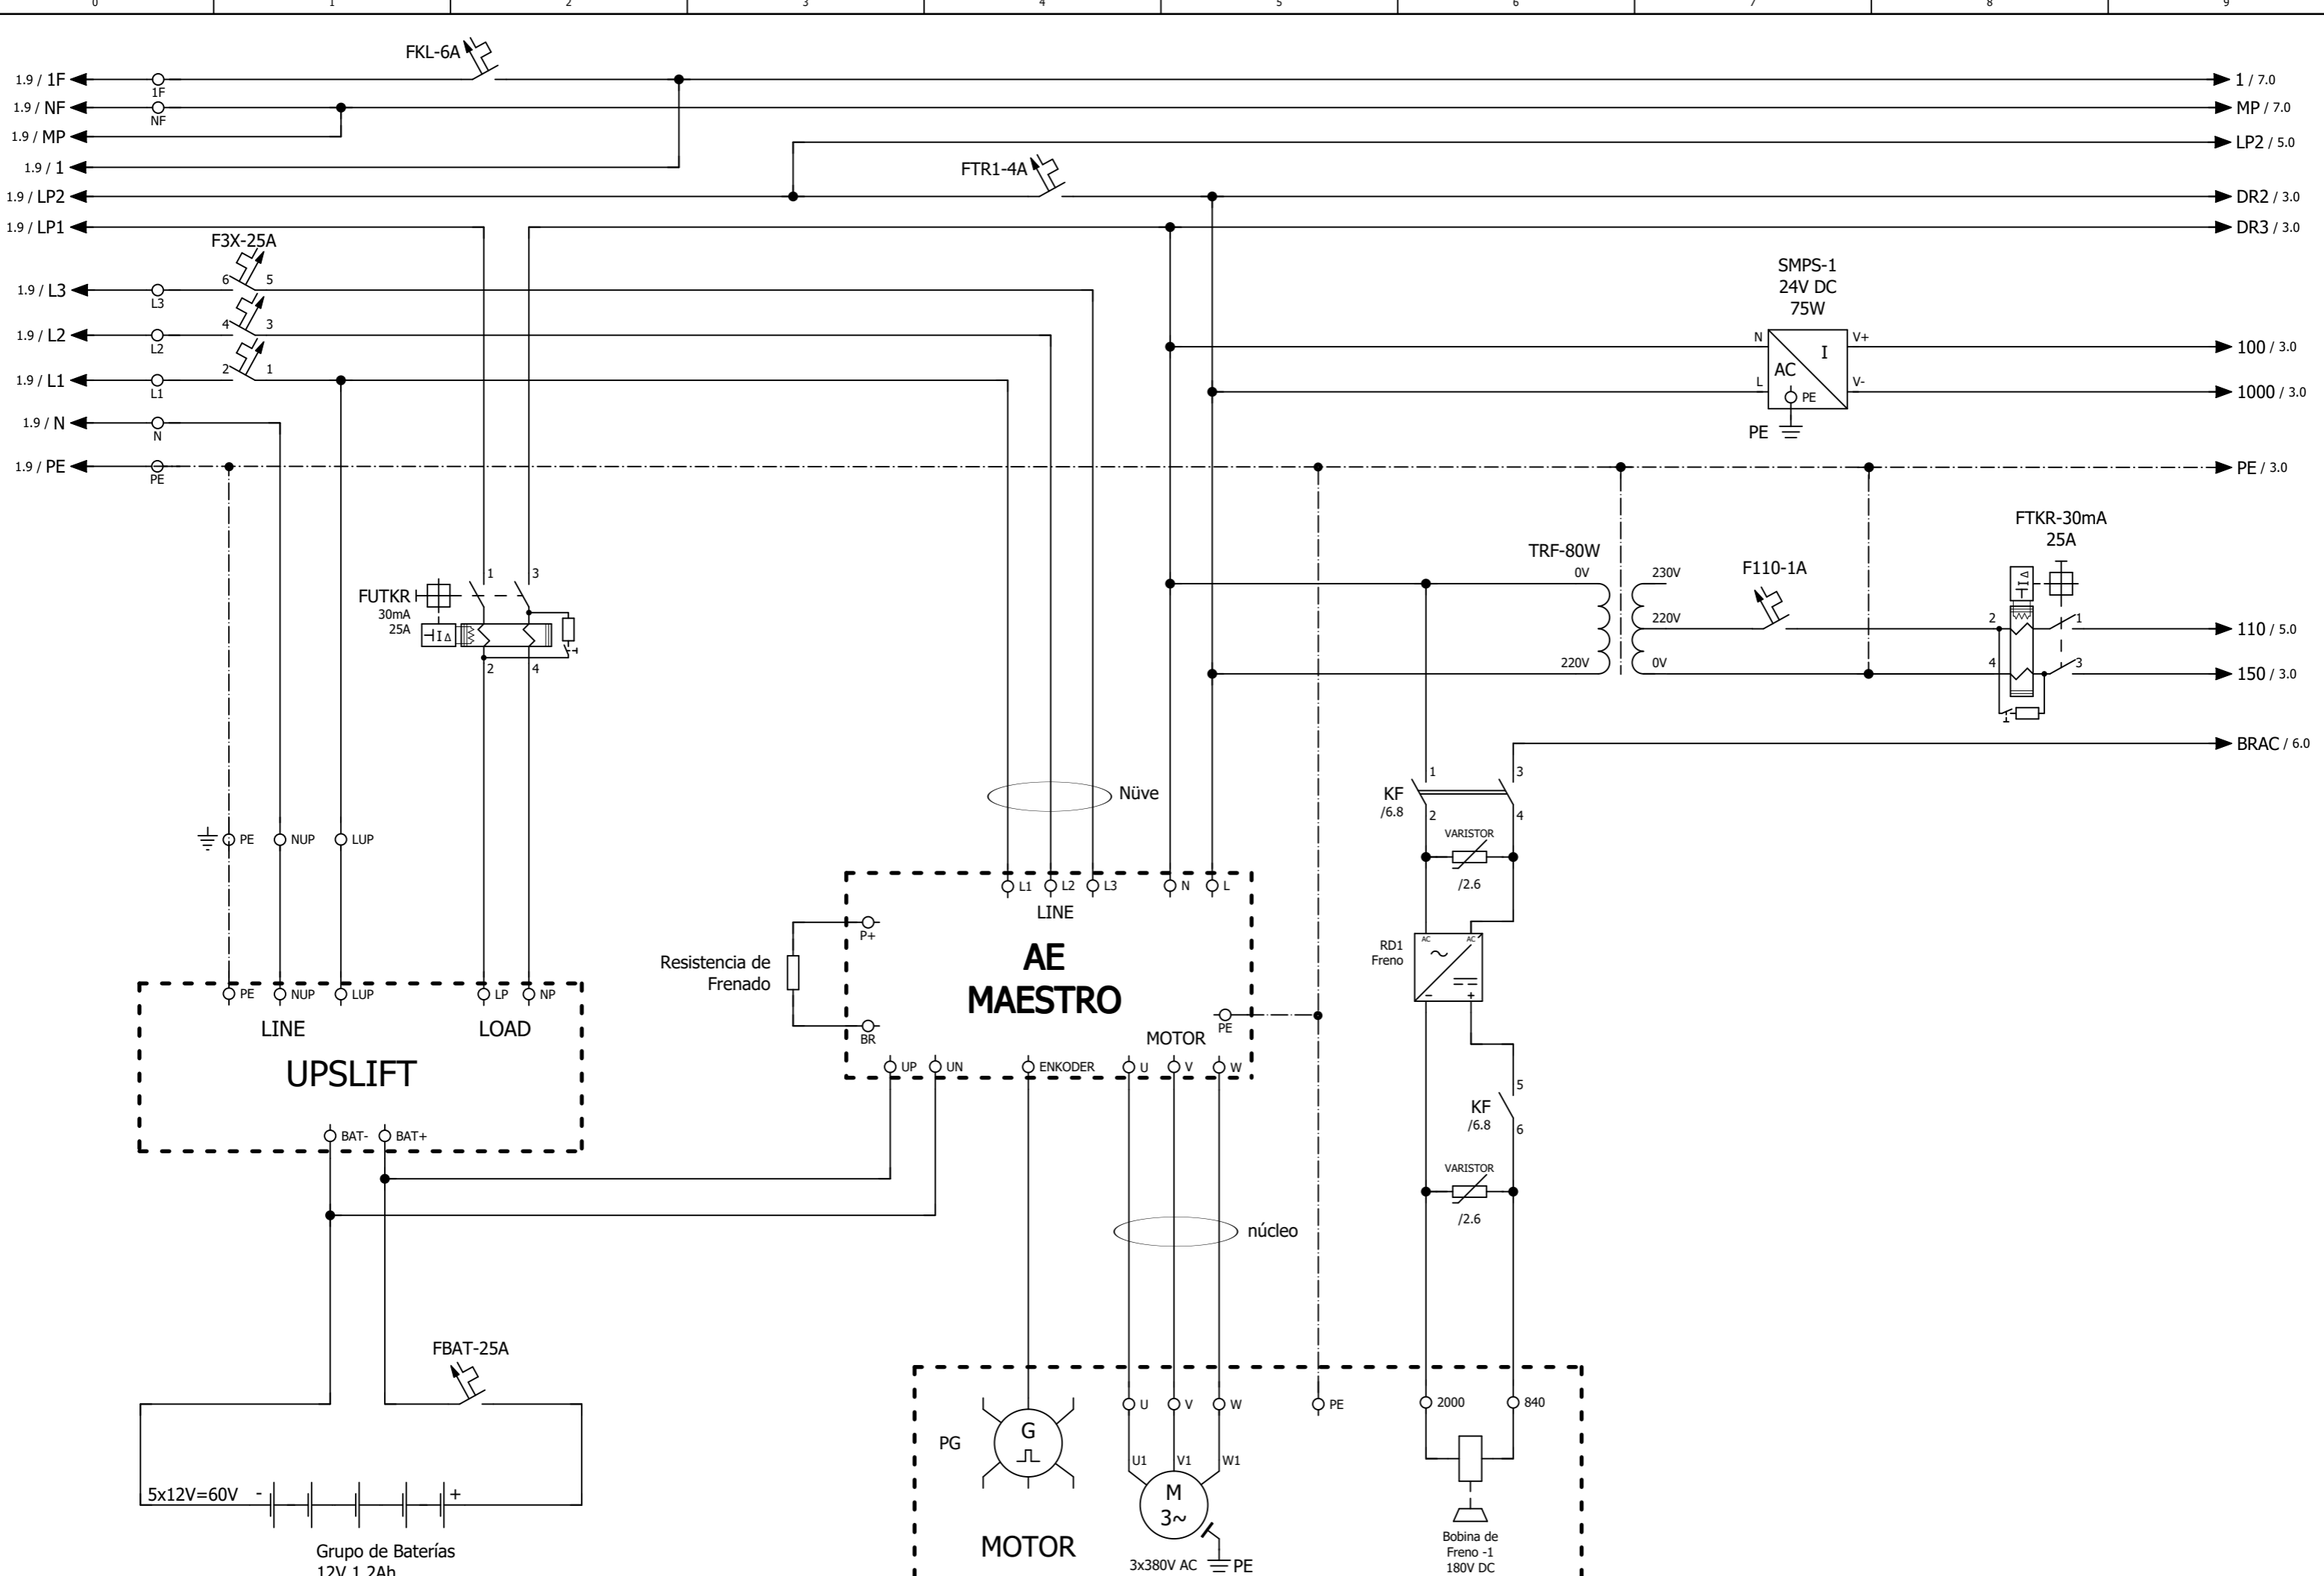 0 1 2 3 4 5 6 7 8 9
FKL-6A
1.9 / 1F
1F
1 / 7.0
1.9 / NF
NF
MP / 7.0
1.9 / MP
LP2 / 5.0
1.9 / 1
FTR1-4A
1.9 / LP2
DR2 / 3.0
1.9 / LP1
DR3 / 3.0
F3X-25A
6 5
1.9 / L3
L3
4 3
1.9 / L2
L2
2 1
1.9 / L1
L1
1.9 / N
N
1.9 / PE
PE
SMPS-1
24V DC
75W
N
V+
I
AC
L
V-
PE
PE
100 / 3.0
1000 / 3.0
PE / 3.0
FTKR-30mA
25A
TRF-80W
0V
230V
F110-1A
220V
220V
0V
I Δ
2
1
4
3
110 / 5.0
150 / 3.0
BRAC / 6.0
1
3
FUTKR
30mA
25A
I Δ
2
4
Nüve
1
3
KF
/6.8
2
4
VARISTOR
/2.6
PE
NUP
LUP
L1
L2
L3
N
L
LINE
P+
AE
MAESTRO
Resistencia de
Frenado
BR
PE
MOTOR
UP
UN
ENKODER
U
V
W
RD1
Freno
AC
AC
-
+
PE
NUP
LUP
LP
NP
LINE
LOAD
UPSLIFT
BAT-
BAT+
5
KF
/6.8
6
VARISTOR
/2.6
núcleo
FBAT-25A
U
V
W
PE
2000
840
PG
G
U1
V1
W1
M
3~
5x12V=60V
-
+
MOTOR
3x380V AC
PE
Bobina de
Freno -1
180V DC
Grupo de Baterías
12V 1,2Ah